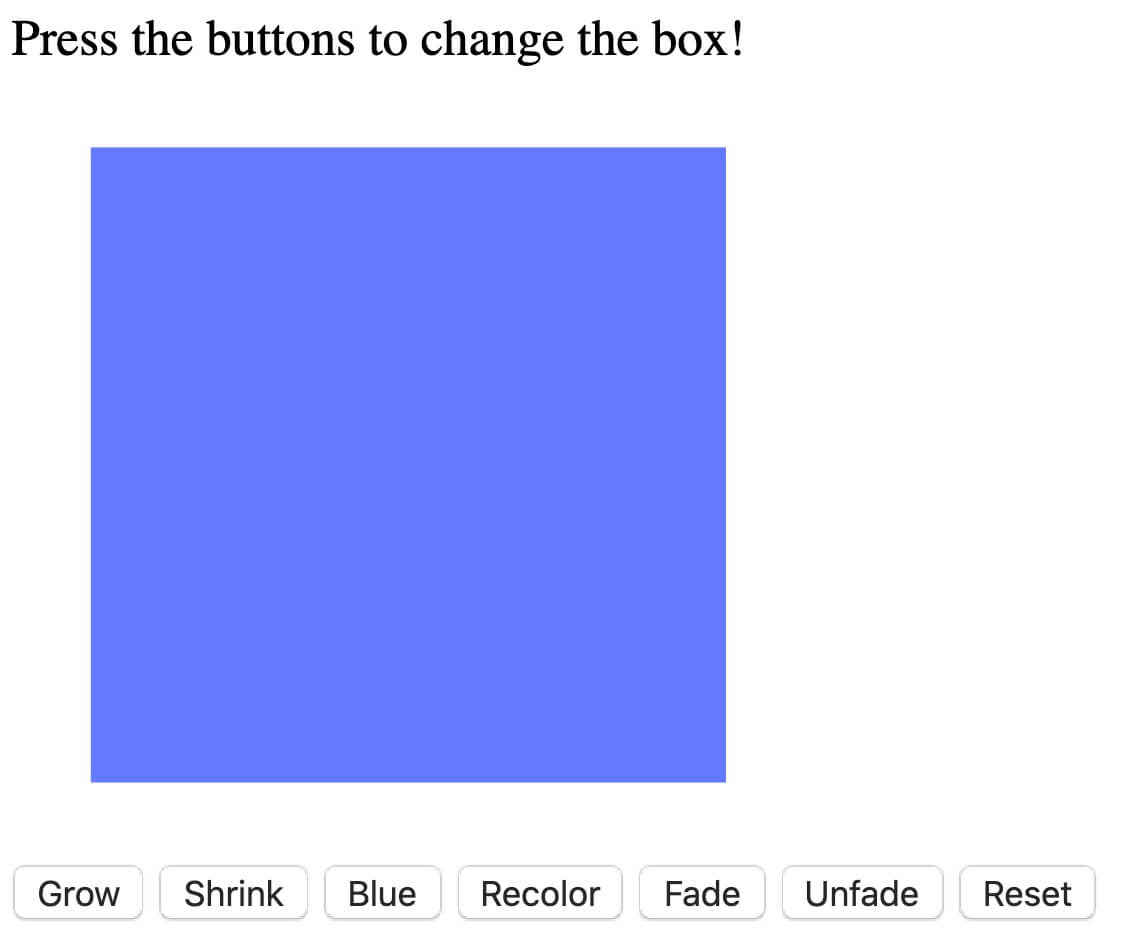 Press the buttons to change the box!
Grow Shrink Blue Recolor Fade Unfade Reset